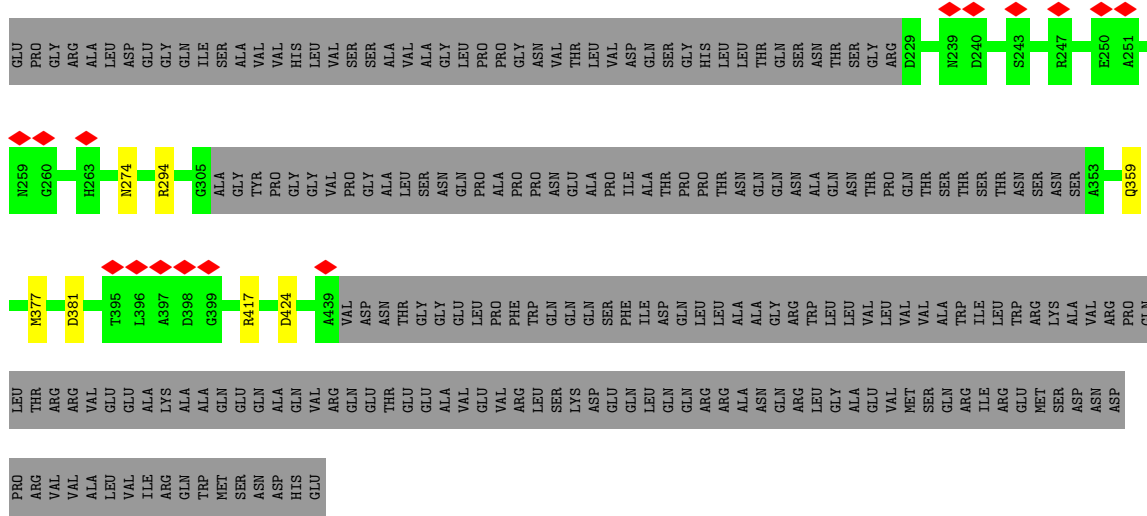 GLU PRO GLY ARG ALA LEU ASP GLU GLY GLN ILE SER ALA VAL VAL HIS LEU VAL SER SER ALA VAL ALA GLY LEU PRO PRO GLY ASN VAL THR LEU VAL ASP GLN SER GLY HIS LEU LEU THR GLN SER ASN THR SER GLY ARG D229 N239 D240 S243 R247 E250 A251
N259 G260 H263 N274 R294 G305 ALA GLY TYR PRO GLY GLY VAL PRO GLY ALA LEU SER ASN GLN PRO ALA PRO PRO ASN GLU ALA PRO ILE ALA THR PRO PRO THR ASN GLN GLN ASN ALA GLN ASN THR PRO GLN THR SER THR SER THR ASN SER ASN SER A353 Q359
M377 D381 T395 L396 A397 D398 G399 R417 D424 A439 VAL ASP ASN THR GLY GLY GLU LEU PRO PHE TRP GLN GLN GLN SER PHE ILE ASP GLN LEU LEU ALA ALA GLY ARG TRP LEU LEU VAL LEU VAL VAL ALA TRP ILE LEU TRP ARG LYS ALA VAL ARG PRO GLN
LEU THR ARG ARG VAL GLU GLU ALA LYS ALA ALA GLN GLU GLN ALA GLN VAL ARG GLN GLU THR GLU GLU ALA VAL GLU VAL ARG LEU SER LYS ASP GLU GLN LEU GLN GLN ARG ARG ALA ASN GLN ARG LEU GLY ALA GLU VAL MET SER GLN ARG ILE ARG GLU MET SER ASP ASN ASP
PRO ARG VAL VAL ALA LEU VAL ILE ARG GLN TRP MET SER ASN ASP HIS GLU